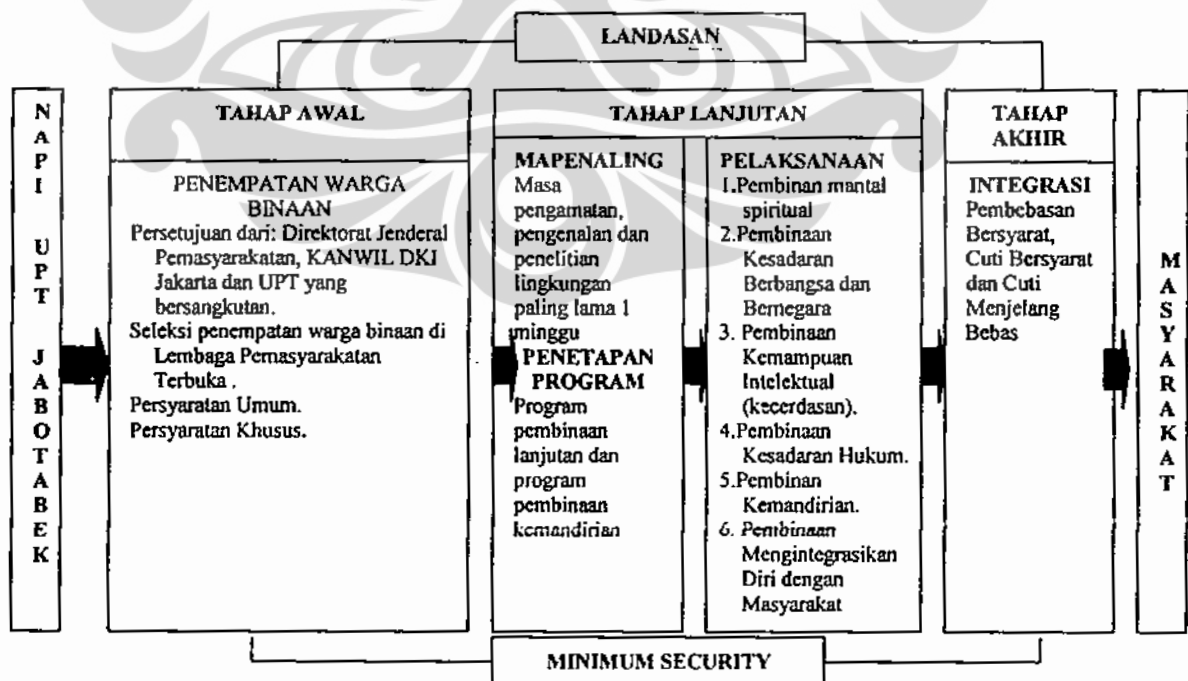 LANDASAN
NAPI UPT JABOTABEK
TAHAP AWAL
PENEMPATAN WARGA
BINAAN
Persetujuan dari: Direktorat Jenderal
Pemasyarakatan, KANWIL DKI
Jakarta dan UPT yang
bersangkutan.
Seleksi penempatan warga binaan di
Lembaga Pemasyarakatan
Terbuka .
Persyaratan Umum.
Persyaratan Khusus.
TAHAP LANJUTAN
MAPENALING
Masa
pengamatan,
pengenalan dan
penelitian
lingkungan
paling lama 1
minggu
PENETAPAN
PROGRAM
Program
pembinaan
lanjutan dan
program
pembinaan
kemandirian
PELAKSANAAN
1.Pembinan mantal
spiritual
2.Pembinaan
Kesadaran
Berbangsa dan
Bernegara
3. Pembinaan
Kemampuan
Intelektual
(kecerdasan).
4.Pembinaan
Kesadaran Hukum.
5.Pembinan
Kemandirian.
6. Pembinaan
Mengintegrasikan
Diri dengan
Masyarakat
TAHAP
AKHIR
INTEGRASI
Pembebasan
Bersyarat,
Cuti Bersyarat
dan Cuti
Menjelang
Bebas
MASYARAKAT
MINIMUM SECURITY